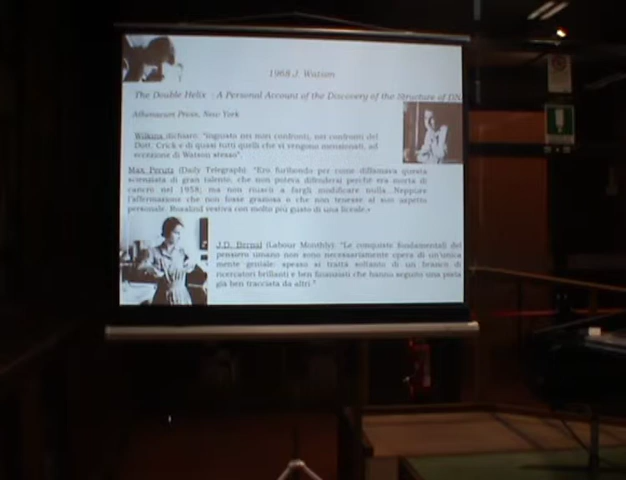 1968 J. Watson
The Double Helix : A Personal Account of the Discovery of the Structure of DN
Athenaeum Press, New York
Wilkins dichiaro: "ingiusto nei miei confronti, nei confronti del
Dott. Crick e di quasi tutti quelli che vi vengono menzionati, ad
eccezione di Watson stesso".
Max Perutz (Daily Telegraph): "Ero furibondo per come diffamava questa
scienziata di gran talento, che non poteva difendersi perché era morta di
cancro nel 1958; ma non riuscii a fargli modificare nulla. Neppure
l'affermazione che non fosse graziosa o che non tenesse al suo aspetto
personale. Rosalind vestiva con molto più gusto di una liceale.»
J.D. Bernal (Labour Monthly): "Le conquiste fondamentali del
pensiero umano non sono necessariamente opera di un'unica
mente geniale: spesso si tratta soltanto di un branco di
ricercatori brillanti e ben finanziati che hanno seguito una pista
già ben tracciata da altri."